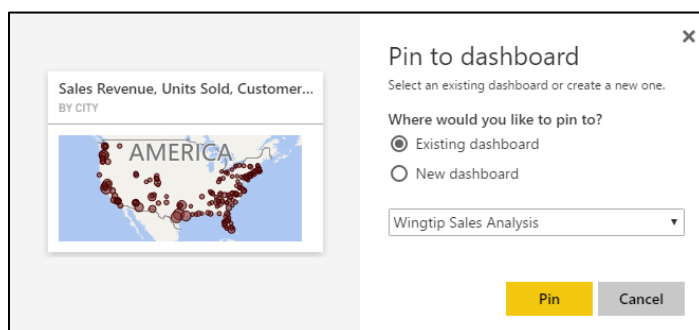 Sales Revenue, Units Sold, Customer...
BY CITY
AMERICA
Pin to dashboard
Select an existing dashboard or create a new one.
Where would you like to pin to?
Existing dashboard
New dashboard
Wingtip Sales Analysis
Pin
Cancel